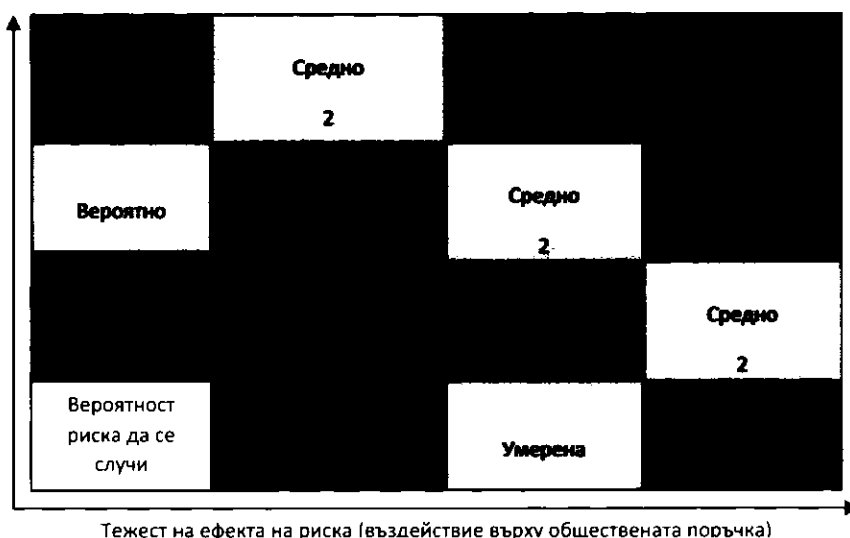 Средно
2
Вероятно
Средно
2
Средно
2
Вероятност
риска да се
случи
Умерена
Тежест на ефекта на риска (въздействие върху обществената поръчка)